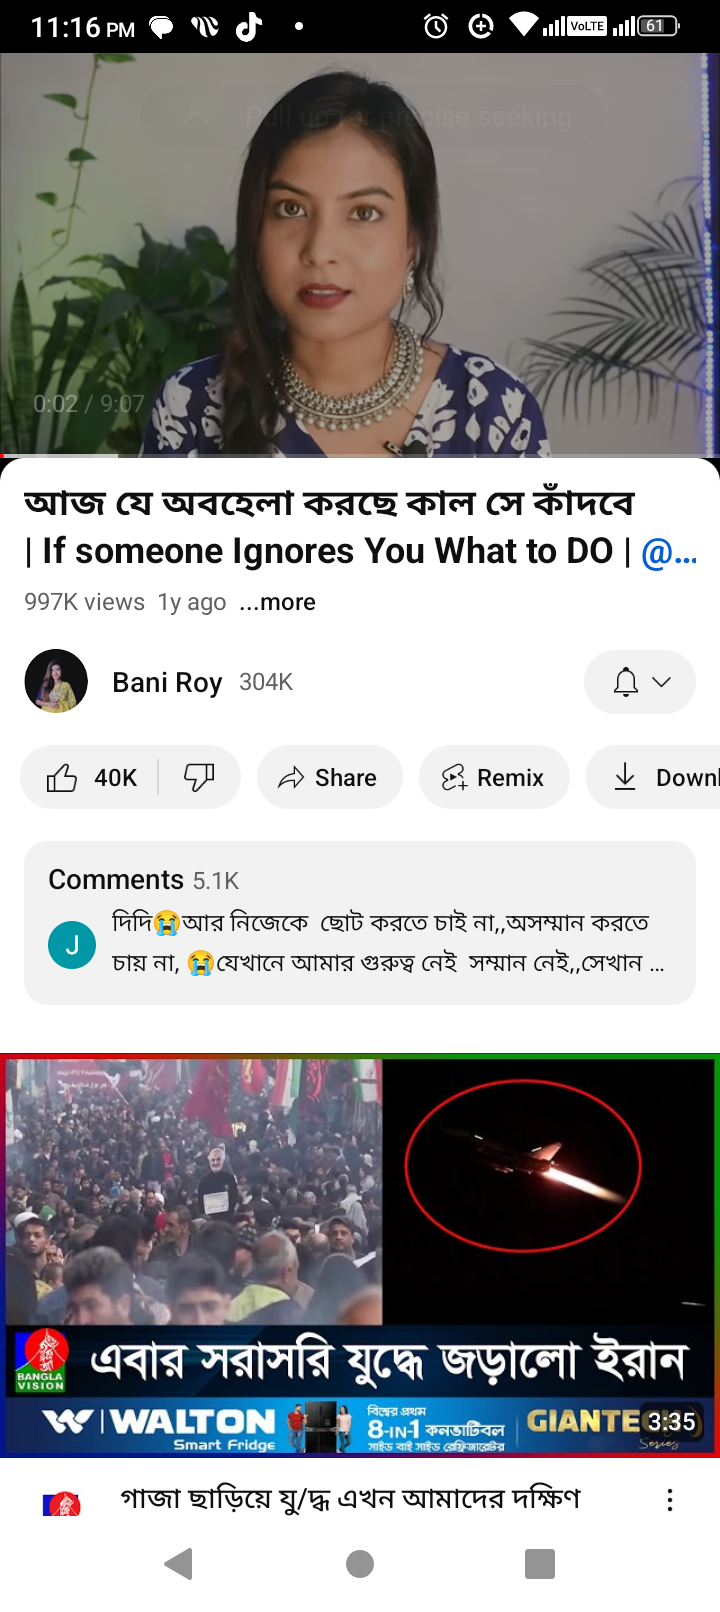 11:16 PM
VoLTE
61
Pull up for precise seeking
0:02 / 9:07
আজ যে অবহেলা করছে কাল সে কাঁদবে
| If someone Ignores You What to DO | @...
997K views 1y ago ...more
Bani Roy 304K
40K
Share
Remix
Downl
Comments 5.1K
J
দিদি😭আর নিজেকে ছোট করতে চাই না,,অসম্মান করতে
চায় না, 😭যেখানে আমার গুরুত্ব নেই সম্মান নেই,,সেখান ...
BANGLA
VISION
এবার সরাসরি যুদ্ধে জড়ালো ইরান
WALTON
Smart Fridge
বিশ্বের প্রথম
8-IN-1 কনভার্টিবল
সাইড বাই সাইড রেফ্রিজারেটর
GIANTE
Series
3:35
গাজা ছাড়িয়ে যু/দ্ধ এখন আমাদের দক্ষিণ